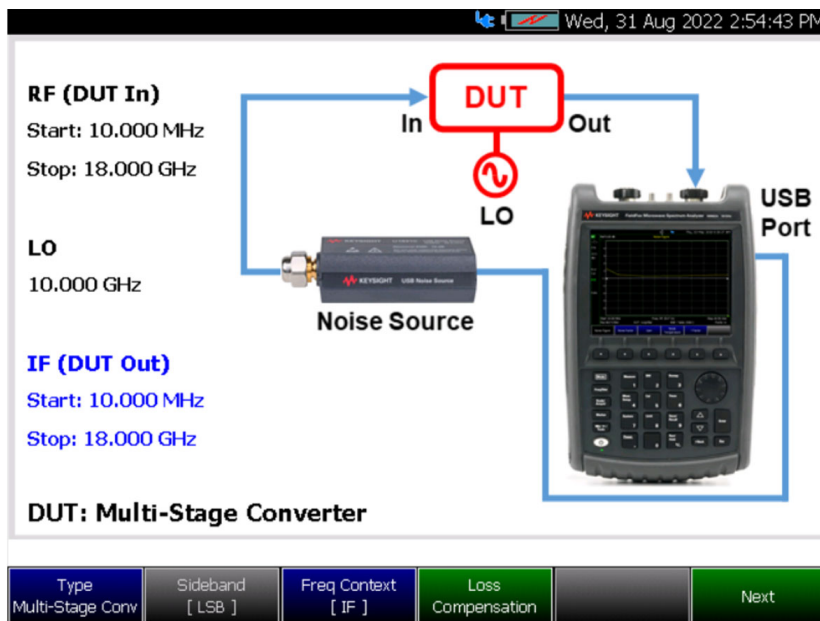 Wed, 31 Aug 2022 2:54:43 PM
RF (DUT In)
Start: 10.000 MHz
Stop: 18.000 GHz
LO
10.000 GHz
IF (DUT Out)
Start: 10.000 MHz
Stop: 18.000 GHz
DUT: Multi-Stage Converter
DUT
In
Out
LO
KEYSIGHT USB Noise Source
Noise Source
USB
Port
KEYSIGHT
Type
Multi-Stage Conv
Sideband
[ LSB ]
Freq Context
[ IF ]
Loss
Compensation
Next